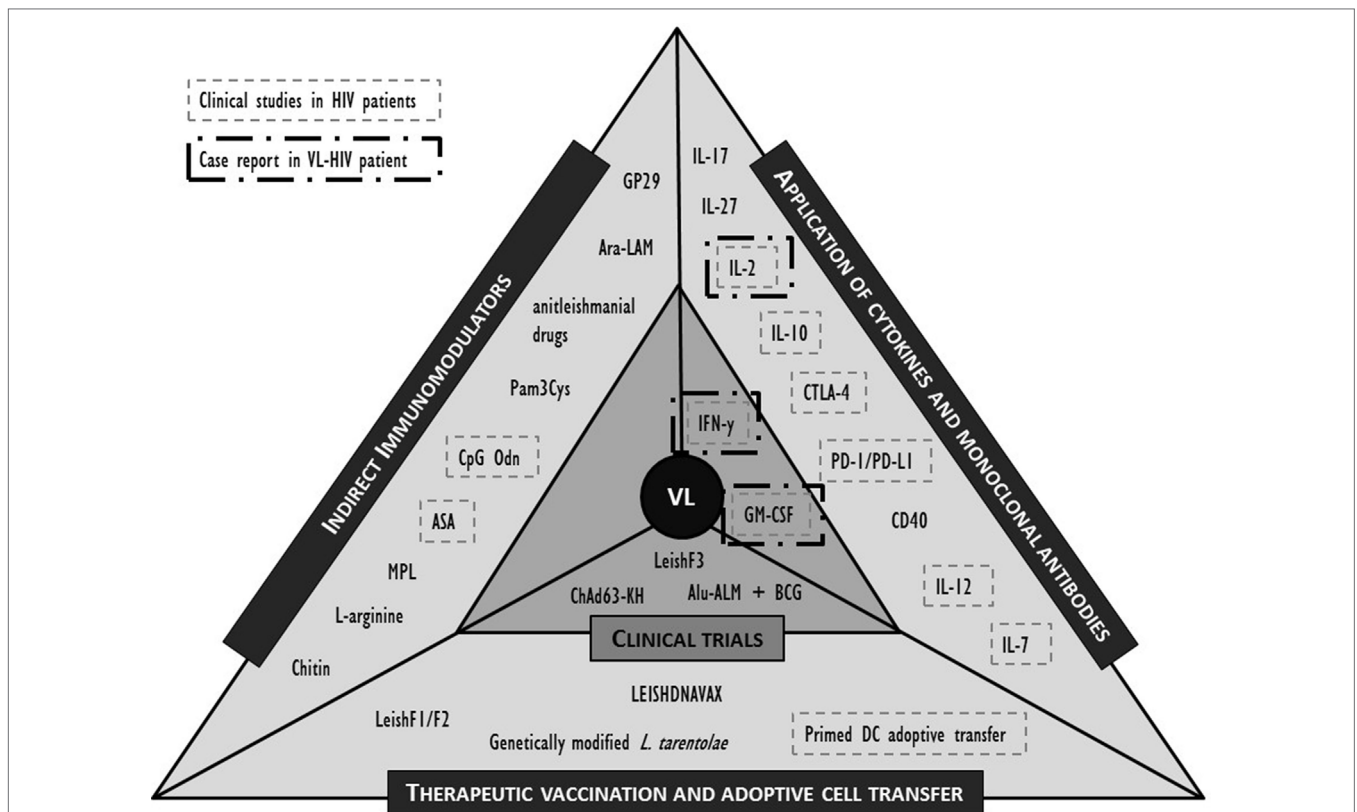 Clinical studies in HIV patients
Case report in VL-HIV patient
INDIRECT IMMUNOMODULATORS
GP29
Ara-LAM
anitleishmanial
drugs
Pam3Cys
CpG Odn
ASA
MPL
L-arginine
Chitin
APPLICATION OF CYTOKINES AND MONOCLONAL ANTIBODIES
IL-17
IL-27
IL-2
IL-10
CTLA-4
PD-1/PD-L1
CD40
IL-12
IL-7
IFN-y
GM-CSF
VL
LeishF3
ChAd63-KH
Alu-ALM + BCG
CLINICAL TRIALS
LEISHDNAVAX
LeishF1/F2
Genetically modified L. tarentolae
Primed DC adoptive transfer
THERAPEUTIC VACCINATION AND ADOPTIVE CELL TRANSFER